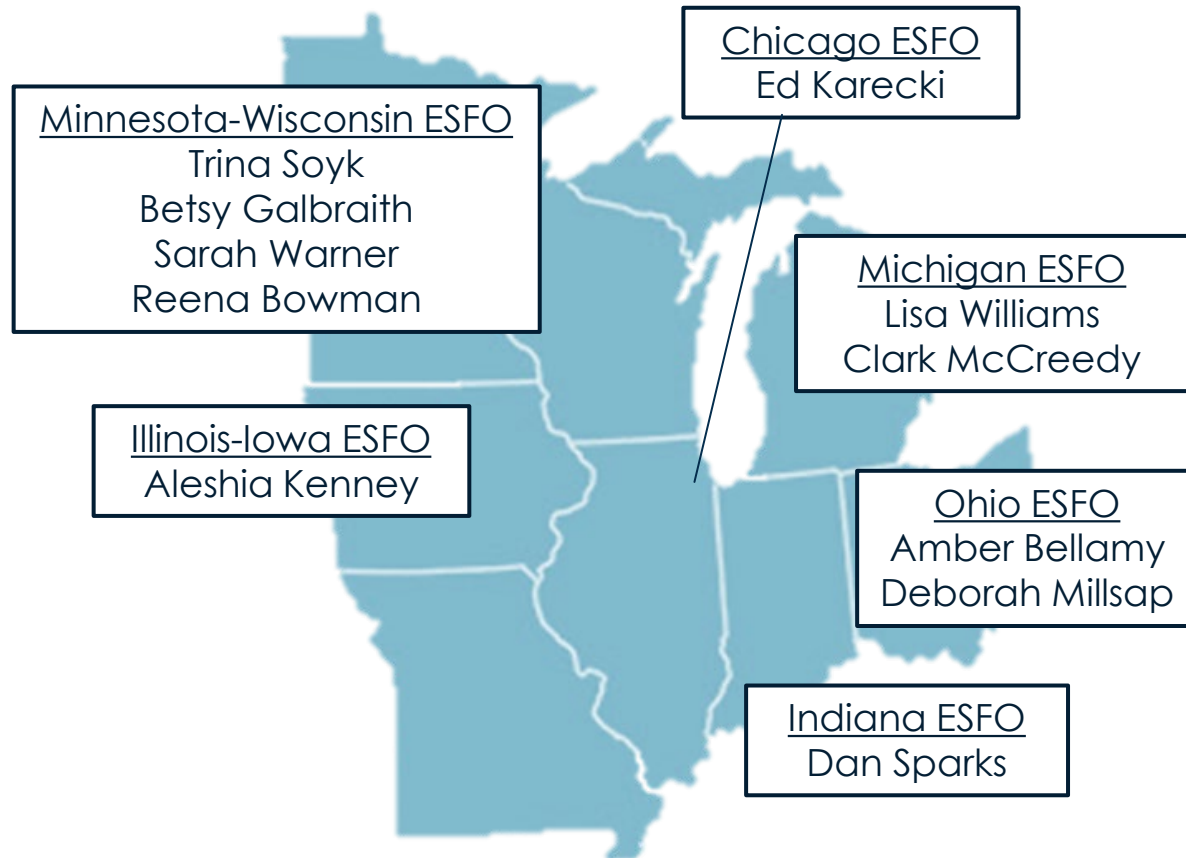 Chicago ESFO
Ed Karecki
Minnesota-Wisconsin ESFO
Trina Soyk
Betsy Galbraith
Sarah Warner
Reena Bowman
Michigan ESFO
Lisa Williams
Clark McCreedy
Illinois-Iowa ESFO
Aleshia Kenney
Ohio ESFO
Amber Bellamy
Deborah Millsap
Indiana ESFO
Dan Sparks